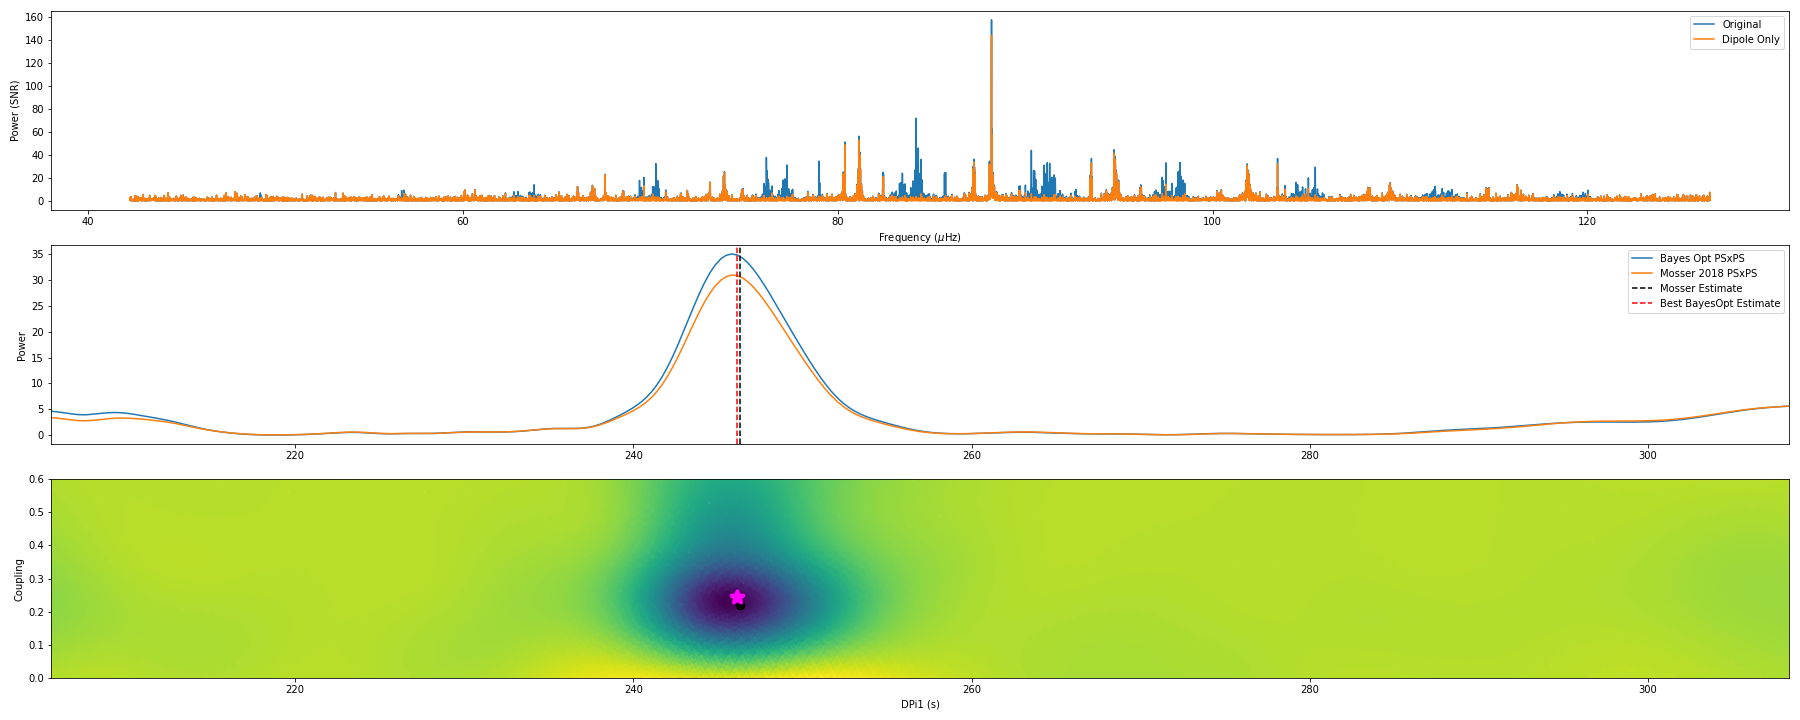 160
140
120
100
80
60
40
20
0
Power (SNR)
Original
Dipole Only
40 60 80 100 120
Frequency (μHz)
35
30
25
20
15
10
5
0
Power
Bayes Opt PSxPS
Mosser 2018 PSxPS
Mosser Estimate
Best BayesOpt Estimate
220 240 260 280 300
0.6
0.5
0.4
0.3
0.2
0.1
0.0
Coupling
220 240 260 280 300
DPi1 (s)